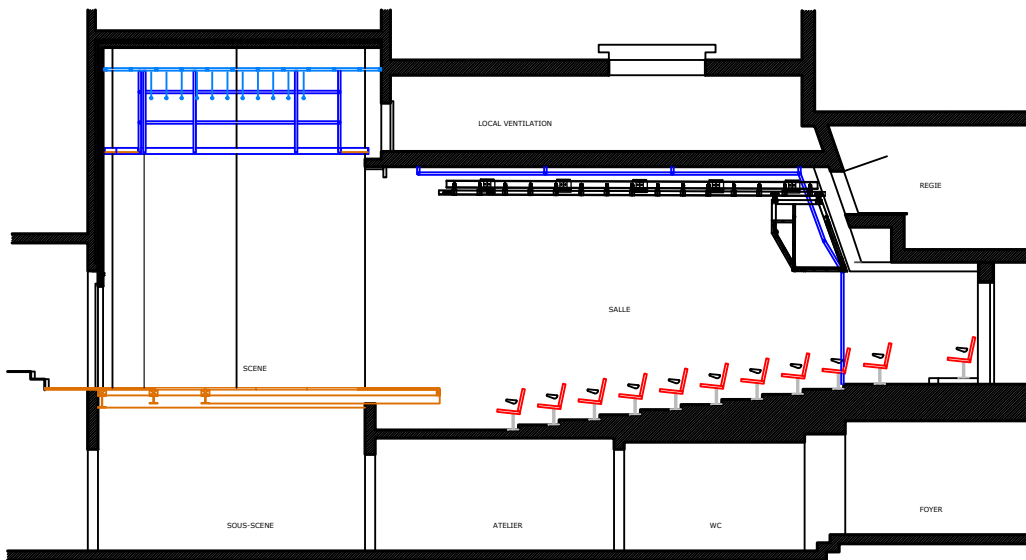 LOCAL VENTILATION
REGIE
SALLE
SCENE
SOUS-SCENE
ATELIER
WC
FOYER